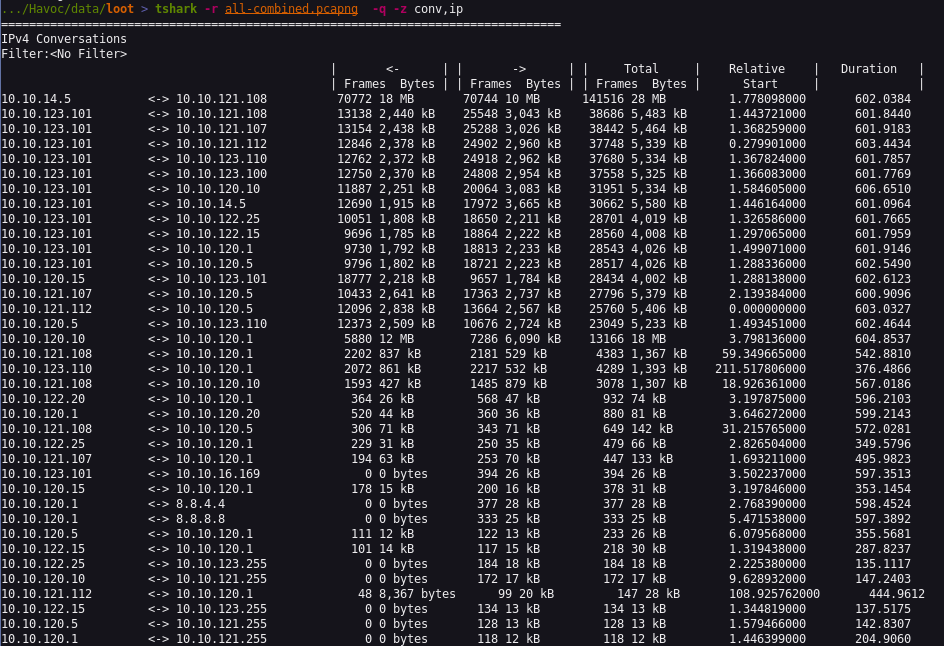 .../Havoc/data/loot > tshark -r all-combined.pcapng -q -z conv,ip
================================================================================
IPv4 Conversations
Filter:<No Filter>
| <- | | -> | | Total | Relative | Duration |
| Frames Bytes | | Frames Bytes | | Frames Bytes | Start | |
10.10.14.5 <-> 10.10.121.108 70772 18 MB 70744 10 MB 141516 28 MB 1.778098000 602.0384
10.10.123.101 <-> 10.10.121.108 13138 2,440 kB 25548 3,043 kB 38686 5,483 kB 1.443721000 601.8440
10.10.123.101 <-> 10.10.121.107 13154 2,438 kB 25288 3,026 kB 38442 5,464 kB 1.368259000 601.9183
10.10.123.101 <-> 10.10.121.112 12846 2,378 kB 24902 2,960 kB 37748 5,339 kB 0.279901000 603.4434
10.10.123.101 <-> 10.10.123.110 12762 2,372 kB 24918 2,962 kB 37680 5,334 kB 1.367824000 601.7857
10.10.123.101 <-> 10.10.123.100 12750 2,370 kB 24808 2,954 kB 37558 5,325 kB 1.366083000 601.7769
10.10.123.101 <-> 10.10.120.10 11887 2,251 kB 20064 3,083 kB 31951 5,334 kB 1.584605000 606.6510
10.10.123.101 <-> 10.10.14.5 12690 1,915 kB 17972 3,665 kB 30662 5,580 kB 1.446164000 601.0964
10.10.123.101 <-> 10.10.122.25 10051 1,808 kB 18650 2,211 kB 28701 4,019 kB 1.326586000 601.7665
10.10.123.101 <-> 10.10.122.15 9696 1,785 kB 18864 2,222 kB 28560 4,008 kB 1.297065000 601.7959
10.10.123.101 <-> 10.10.120.1 9730 1,792 kB 18813 2,233 kB 28543 4,026 kB 1.499071000 601.9146
10.10.123.101 <-> 10.10.120.5 9796 1,802 kB 18721 2,223 kB 28517 4,026 kB 1.288336000 602.5490
10.10.120.15 <-> 10.10.123.101 18777 2,218 kB 9657 1,784 kB 28434 4,002 kB 1.288138000 602.6123
10.10.121.107 <-> 10.10.120.5 10433 2,641 kB 17363 2,737 kB 27796 5,379 kB 2.139384000 600.9096
10.10.121.112 <-> 10.10.120.5 12096 2,838 kB 13664 2,567 kB 25760 5,406 kB 0.000000000 603.0327
10.10.120.5 <-> 10.10.123.110 12373 2,509 kB 10676 2,724 kB 23049 5,233 kB 1.493451000 602.4644
10.10.120.10 <-> 10.10.120.1 5880 12 MB 7286 6,090 kB 13166 18 MB 3.798136000 604.8537
10.10.121.108 <-> 10.10.120.1 2202 837 kB 2181 529 kB 4383 1,367 kB 59.349665000 542.8810
10.10.123.110 <-> 10.10.120.1 2072 861 kB 2217 532 kB 4289 1,393 kB 211.517806000 376.4866
10.10.121.108 <-> 10.10.120.10 1593 427 kB 1485 879 kB 3078 1,307 kB 18.926361000 567.0186
10.10.122.20 <-> 10.10.120.1 364 26 kB 568 47 kB 932 74 kB 3.197875000 596.2103
10.10.120.1 <-> 10.10.120.20 520 44 kB 360 36 kB 880 81 kB 3.646272000 599.2143
10.10.121.108 <-> 10.10.120.5 306 71 kB 343 71 kB 649 142 kB 31.215765000 572.0281
10.10.122.25 <-> 10.10.120.1 229 31 kB 250 35 kB 479 66 kB 2.826504000 349.5796
10.10.121.107 <-> 10.10.120.1 194 63 kB 253 70 kB 447 133 kB 1.693211000 495.9823
10.10.123.101 <-> 10.10.16.169 0 0 bytes 394 26 kB 394 26 kB 3.502237000 597.3513
10.10.120.15 <-> 10.10.120.1 178 15 kB 200 16 kB 378 31 kB 3.197846000 353.1454
10.10.120.1 <-> 8.8.4.4 0 0 bytes 377 28 kB 377 28 kB 2.768390000 598.4524
10.10.120.1 <-> 8.8.8.8 0 0 bytes 333 25 kB 333 25 kB 5.471538000 597.3892
10.10.120.5 <-> 10.10.120.1 111 12 kB 122 13 kB 233 26 kB 6.079568000 355.5681
10.10.122.15 <-> 10.10.120.1 101 14 kB 117 15 kB 218 30 kB 1.319438000 287.8237
10.10.122.25 <-> 10.10.123.255 0 0 bytes 184 18 kB 184 18 kB 2.225380000 135.1117
10.10.120.10 <-> 10.10.121.255 0 0 bytes 172 17 kB 172 17 kB 9.628932000 147.2403
10.10.121.112 <-> 10.10.120.1 48 8,367 bytes 99 20 kB 147 28 kB 108.925762000 444.9612
10.10.122.15 <-> 10.10.123.255 0 0 bytes 134 13 kB 134 13 kB 1.344819000 137.5175
10.10.120.5 <-> 10.10.121.255 0 0 bytes 128 13 kB 128 13 kB 1.579466000 142.8307
10.10.120.1 <-> 10.10.121.255 0 0 bytes 118 12 kB 118 12 kB 1.446399000 204.9060